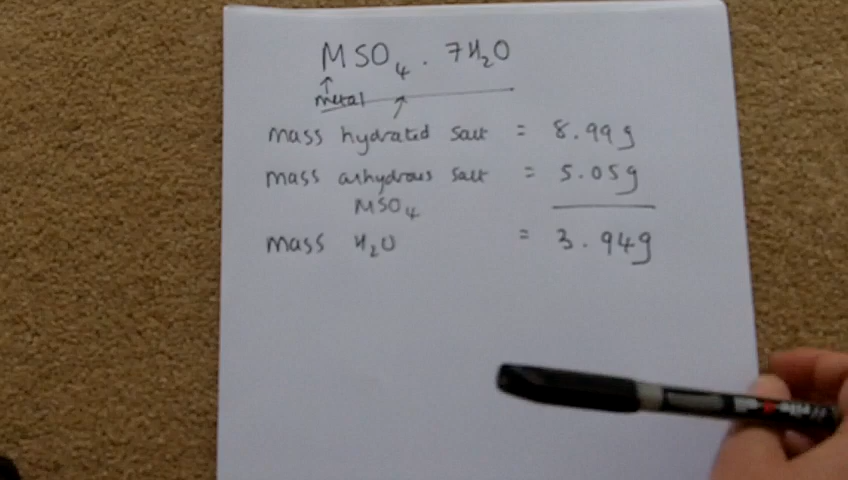 MSO4 . 7H2O
↑
metal
mass hydrated salt = 8.99g
mass anhydrous salt = 5.05g
MSO4
mass H2O = 3.94g